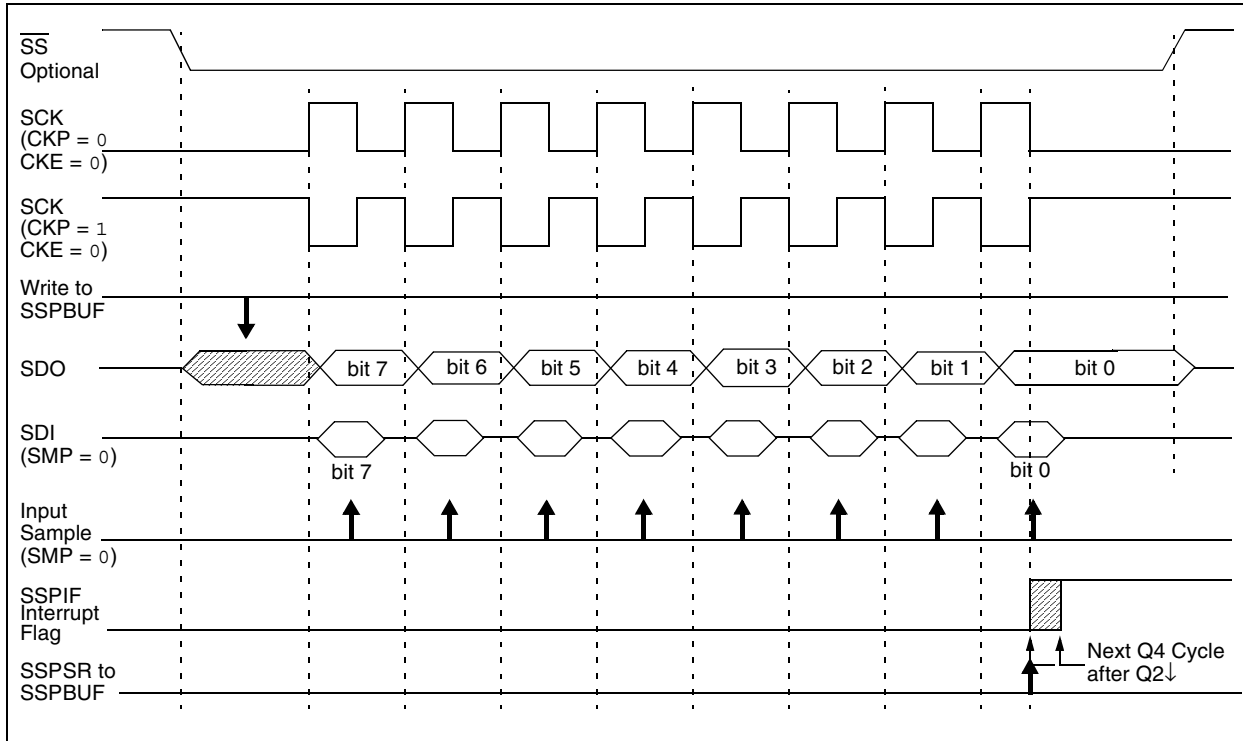 SS
Optional
SCK
(CKP = 0
CKE = 0)
SCK
(CKP = 1
CKE = 0)
Write to
SSPBUF
SDO
bit 7
bit 6
bit 5
bit 4
bit 3
bit 2
bit 1
bit 0
SDI
(SMP = 0)
bit 7
bit 0
Input
Sample
(SMP = 0)
SSPIF
Interrupt
Flag
Next Q4 Cycle
after Q2↓
SSPSR to
SSPBUF